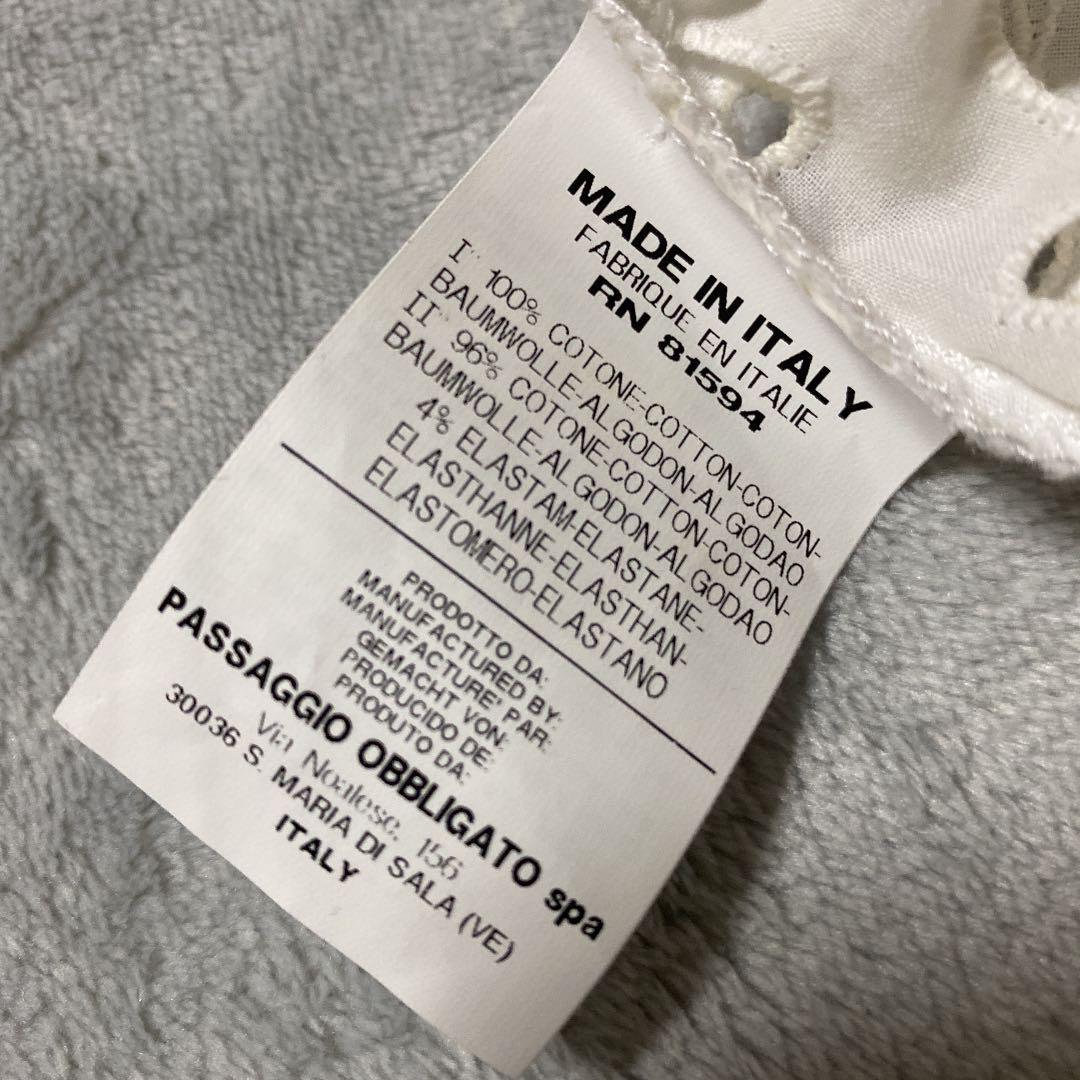 MADE IN ITALY
FABRIQUE EN ITALIE
RN 81594
I° 100% COTONE-COTTON-COTON-
BAUMWOLLE-ALGODON-ALGODAO
II° 96% COTONE-COTTON-COTON-
BAUMWOLLE-ALGODON-ALGODAO
4% ELASTAM-ELASTANE-
ELASTHANNE-ELASTHAN-
ELASTOMERO-ELASTANO
PRODOTTO DA:
MANUFACTURED BY:
MANUFACTURE' PAR:
GEMACHT VON:
PRODUCIDO DE:
PRODUTO DA:
PASSAGGIO OBBLIGATO spa
Via Noalese, 156
30036 S. MARIA DI SALA (VE)
ITALY